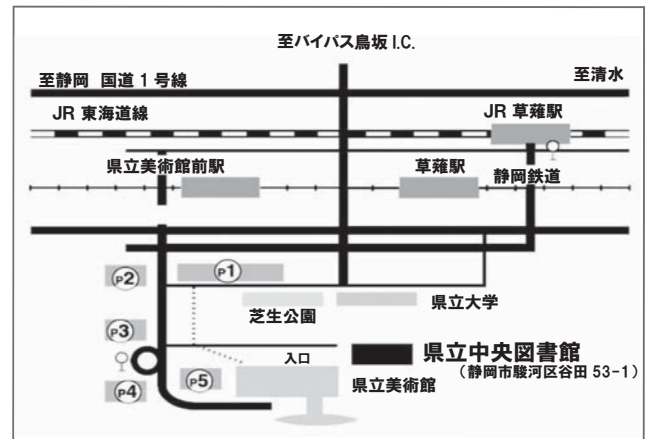 至バイパス鳥坂 I.C.
至静岡 国道 1 号線
至清水
JR 東海道線
JR 草薙駅
県立美術館前駅
草薙駅
静岡鉄道
P2
P1
芝生公園
県立大学
P3
入口
県立中央図書館
(静岡市駿河区谷田 53-1)
P4
P5
県立美術館